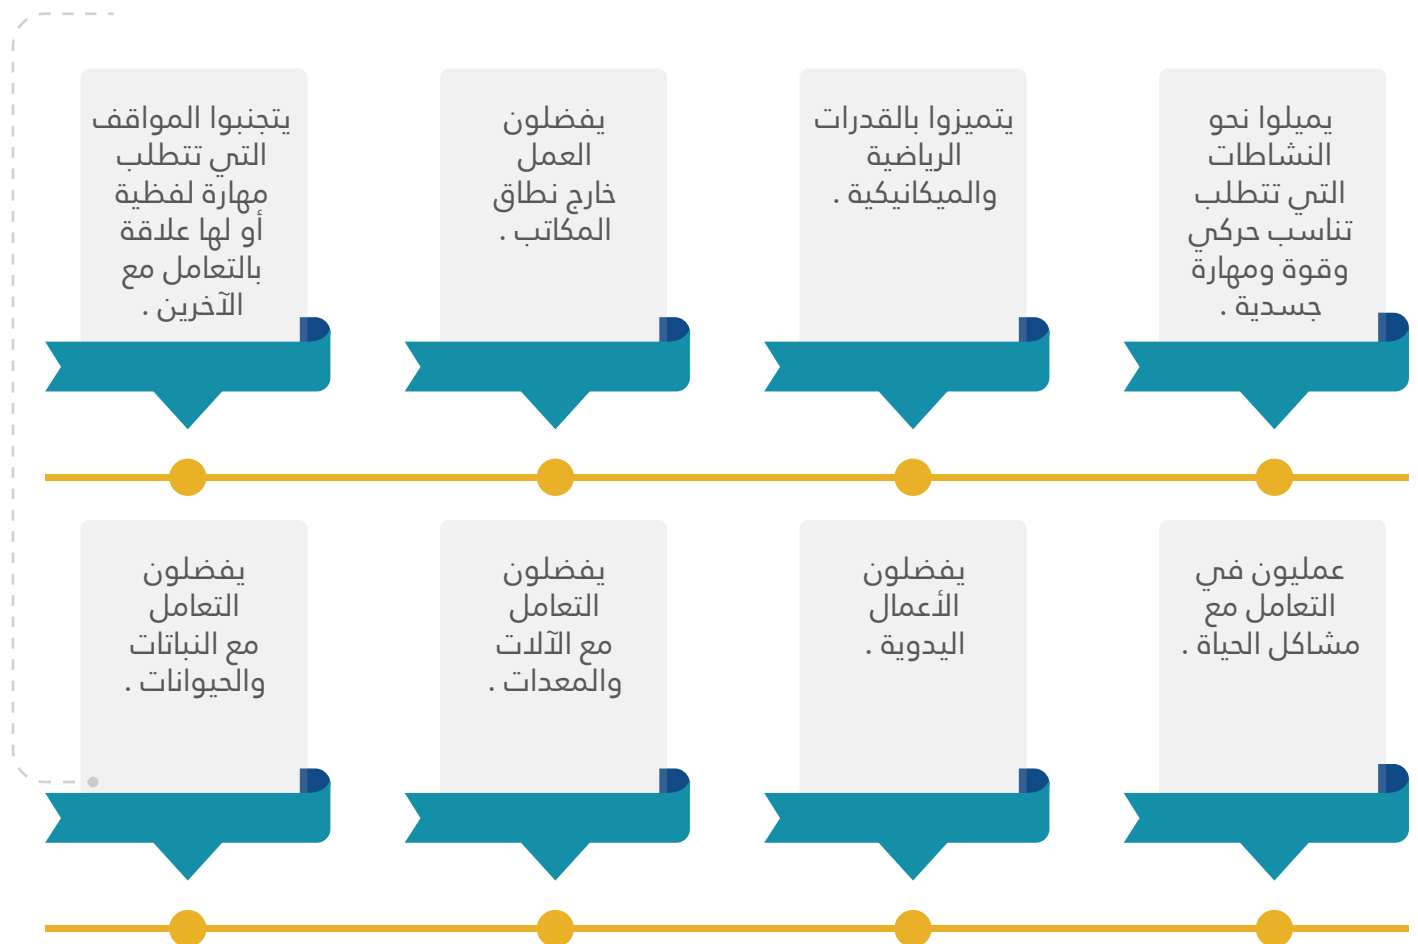 يميلوا نحو
النشاطات
التي تتطلب
تناسب حركي
وقوة ومهارة
جسدية .
يتميزوا بالقدرات
الرياضية
والميكانيكية .
يفضلون
العمل
خارج نطاق
المكاتب .
يتجنبوا المواقف
التي تتطلب
مهارة لفظية
أو لها علاقة
بالتعامل مع
الآخرين .
عمليون في
التعامل مع
مشاكل الحياة .
يفضلون
الأعمال
اليدوية .
يفضلون
التعامل
مع الآلات
والمعدات .
يفضلون
التعامل
مع النباتات
والحيوانات .